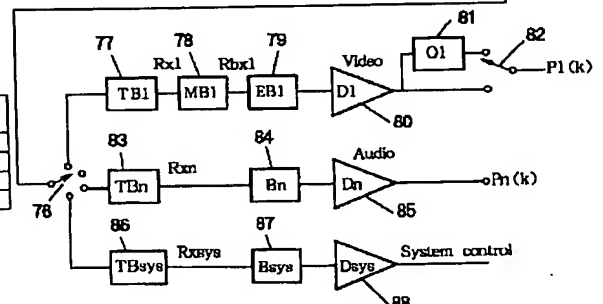 81
77 Rx1 78 Rbx1 79 Video O1 82
TB1 MB1 EB1 D1 P1(k)
80
83 84 Audio
Rxn
TBn Bn Dn Pn(k)
76
86 87 85
Rxsys System control
TBsys Bsys Dsys
88